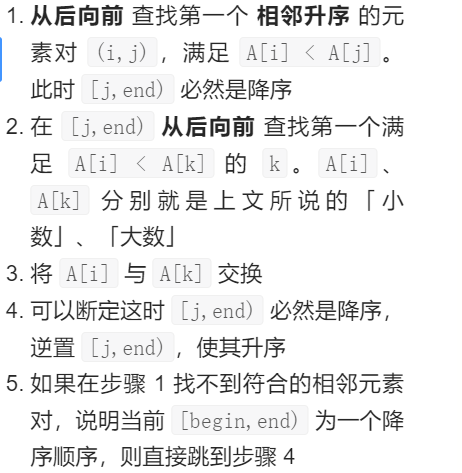 1. 从后向前 查找第一个 相邻升序 的元
素对 (i,j) ，满足 A[i] < A[j] 。
此时 [j,end) 必然是降序
2. 在 [j,end) 从后向前 查找第一个满
足 A[i] < A[k] 的 k 。 A[i] 、
A[k] 分别就是上文所说的「小
数」、「大数」
3. 将 A[i] 与 A[k] 交换
4. 可以断定这时 [j,end) 必然是降序，
逆置 [j,end) ，使其升序
5. 如果在步骤 1 找不到符合的相邻元素
对，说明当前 [begin,end) 为一个降
序顺序，则直接跳到步骤 4